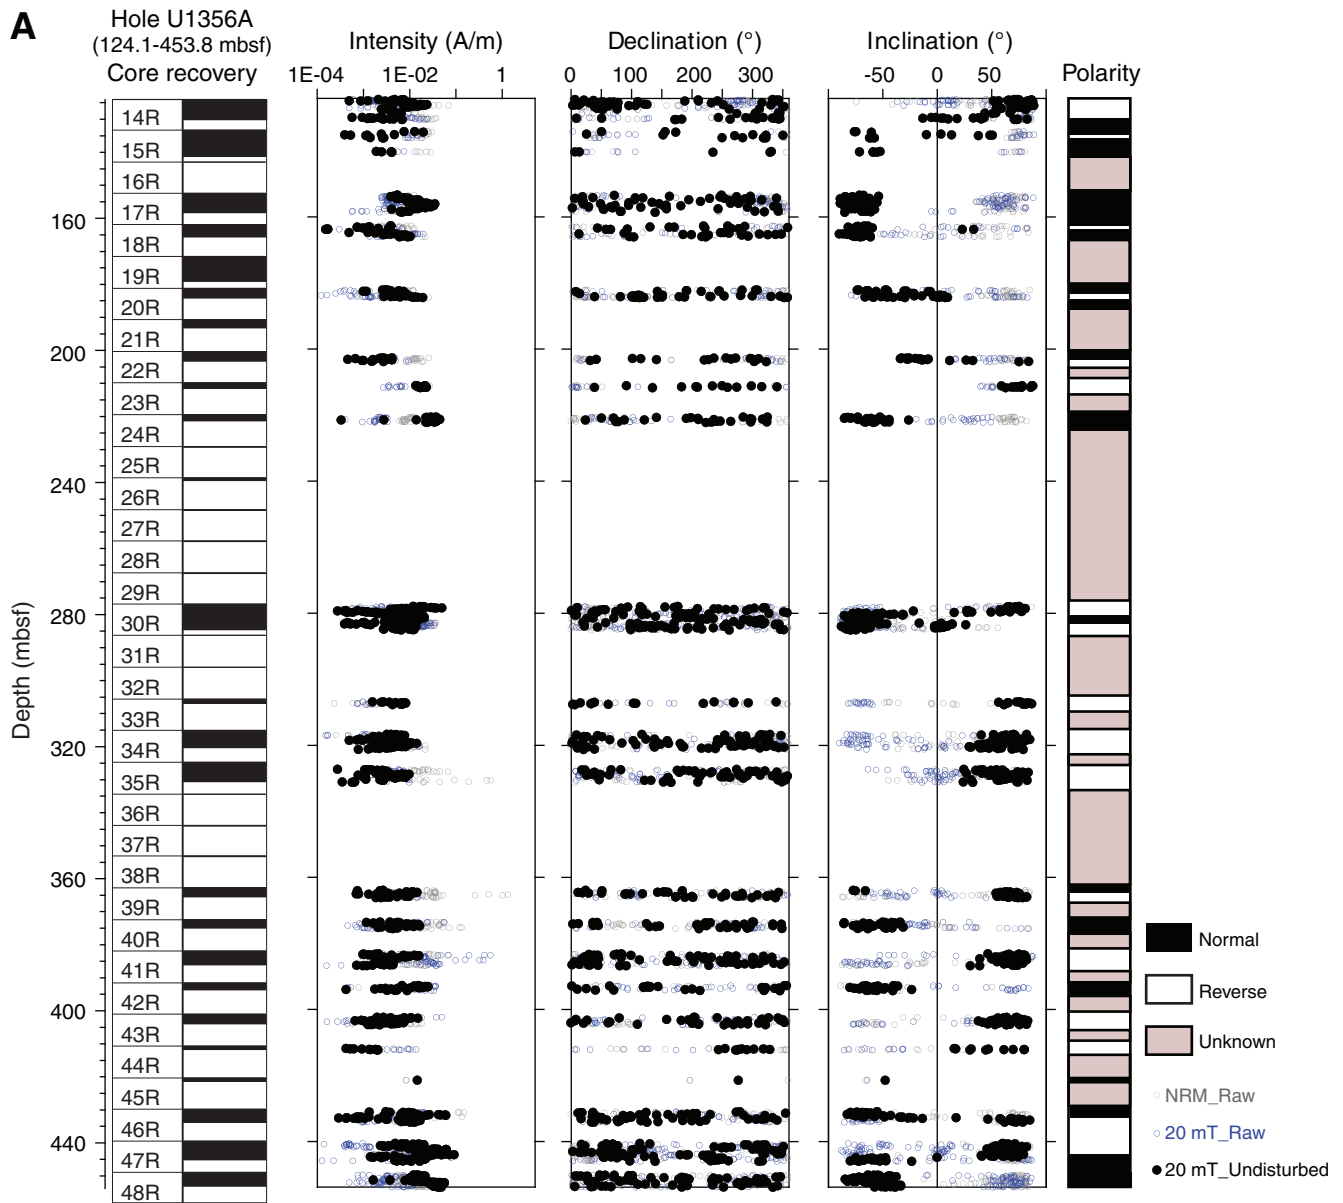 A
Hole U1356A
(124.1-453.8 mbsf)
Core recovery
Intensity (A/m)
Declination (°)
Inclination (°)
Polarity
1E-04 1E-02 1
0 100 200 300
-50 0 50
Depth (mbsf)
160
200
240
280
320
360
400
440
14R
15R
16R
17R
18R
19R
20R
21R
22R
23R
24R
25R
26R
27R
28R
29R
30R
31R
32R
33R
34R
35R
36R
37R
38R
39R
40R
41R
42R
43R
44R
45R
46R
47R
48R
Normal
Reverse
Unknown
NRM_Raw
20 mT_Raw
20 mT_Undisturbed